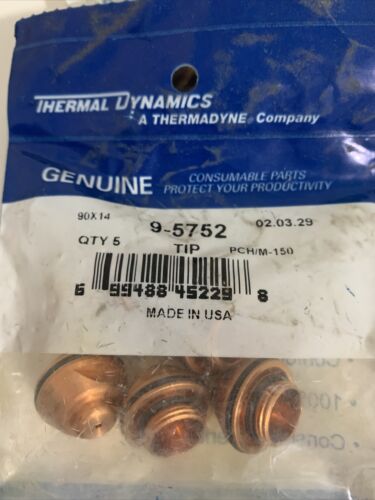 THERMAL DYNAMICS
A THERMADYNE® Company
GENUINE
CONSUMABLE PARTS
PROTECT YOUR PRODUCTIVITY
90X14 9-5752 02.03.29
QTY 5 TIP PCH/M-150
6 99488 45229 8
MADE IN USA
• 100